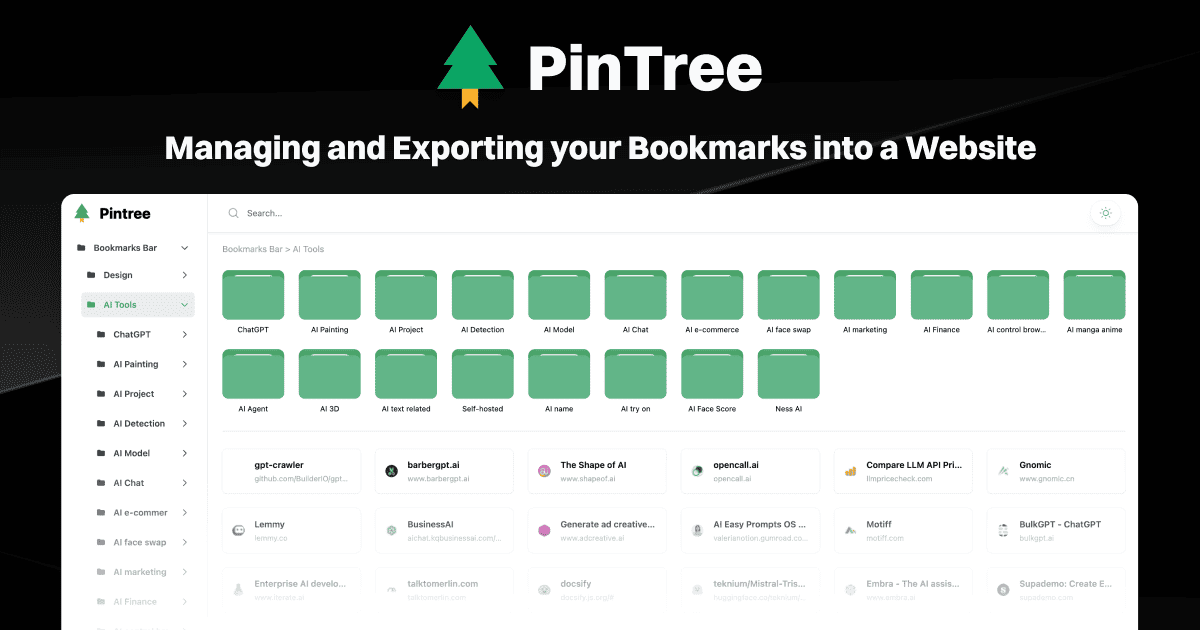 PinTree
Managing and Exporting your Bookmarks into a Website
Pintree
Search...
Bookmarks Bar
Design
AI Tools
ChatGPT
AI Painting
AI Project
AI Detection
AI Model
AI Chat
AI e-commer
AI face swap
AI marketing
AI Finance
Bookmarks Bar > AI Tools
ChatGPT
AI Painting
AI Project
AI Detection
AI Model
AI Chat
AI e-commerce
AI face swap
AI marketing
AI Finance
AI control brow...
AI manga anime
AI Agent
AI 3D
AI text related
Self-hosted
AI name
AI try on
AI Face Score
Ness AI
gpt-crawler
github.com/BuilderIO/gpt...
barbergpt.ai
www.barbergpt.ai
The Shape of AI
www.shapeof.ai
opencall.ai
opencall.ai
Compare LLM API Pri...
llmpricecheck.com
Gnomic
www.gnomic.cn
Lemmy
lemmy.co
BusinessAI
aichat.xqbusinessai.com/...
Generate ad creative...
www.adcreative.ai
AI Easy Prompts OS ...
valerianotion.gumroad.co...
Motiff
motiff.com
BulkGPT - ChatGPT
bulkgpt.ai
Enterprise AI develo...
talktomerlin.com
talktomerlin.com
docsify
docsify.js.org/#
teknium/Mistral-Tris...
huggingface.co/teknium/...
Embra - The AI assis...
www.embra.ai
Supademo: Create E...
supademo.com